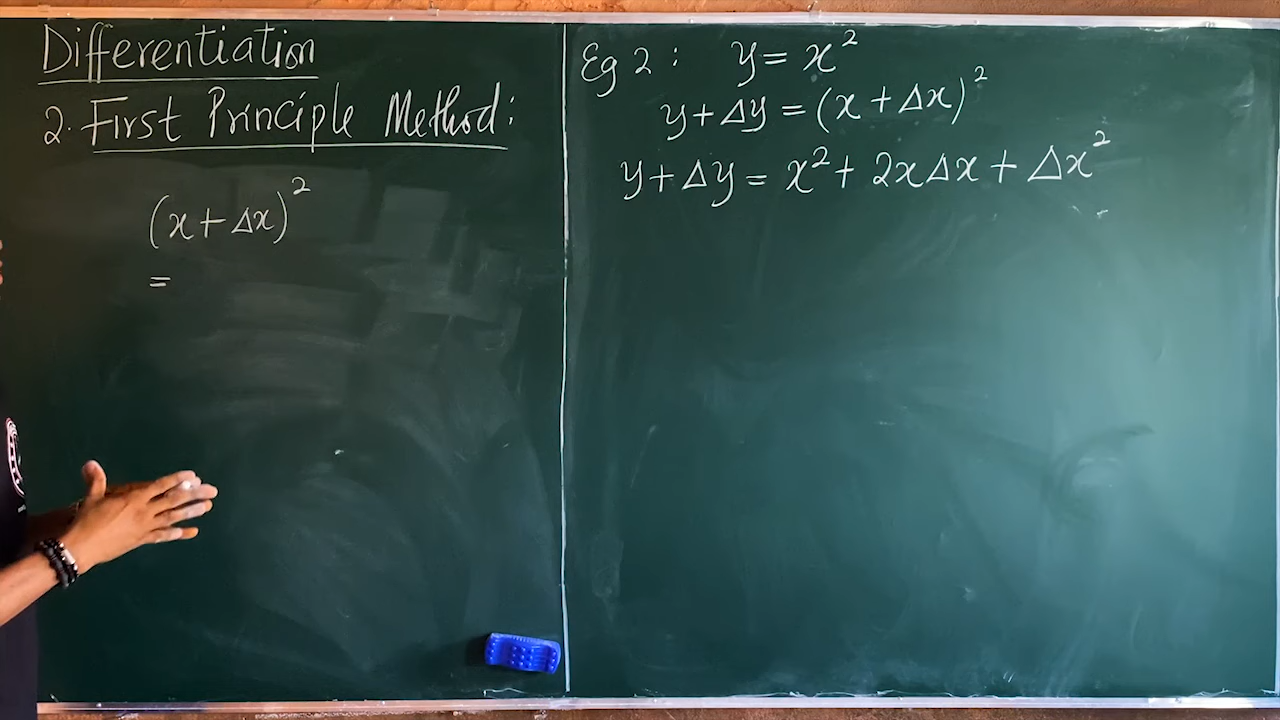 Differentiation
2. First Principle Method:
(x + Δx)²
=
Eg 2: y = x²
y + Δy = (x + Δx)²
y + Δy = x² + 2xΔx + Δx²